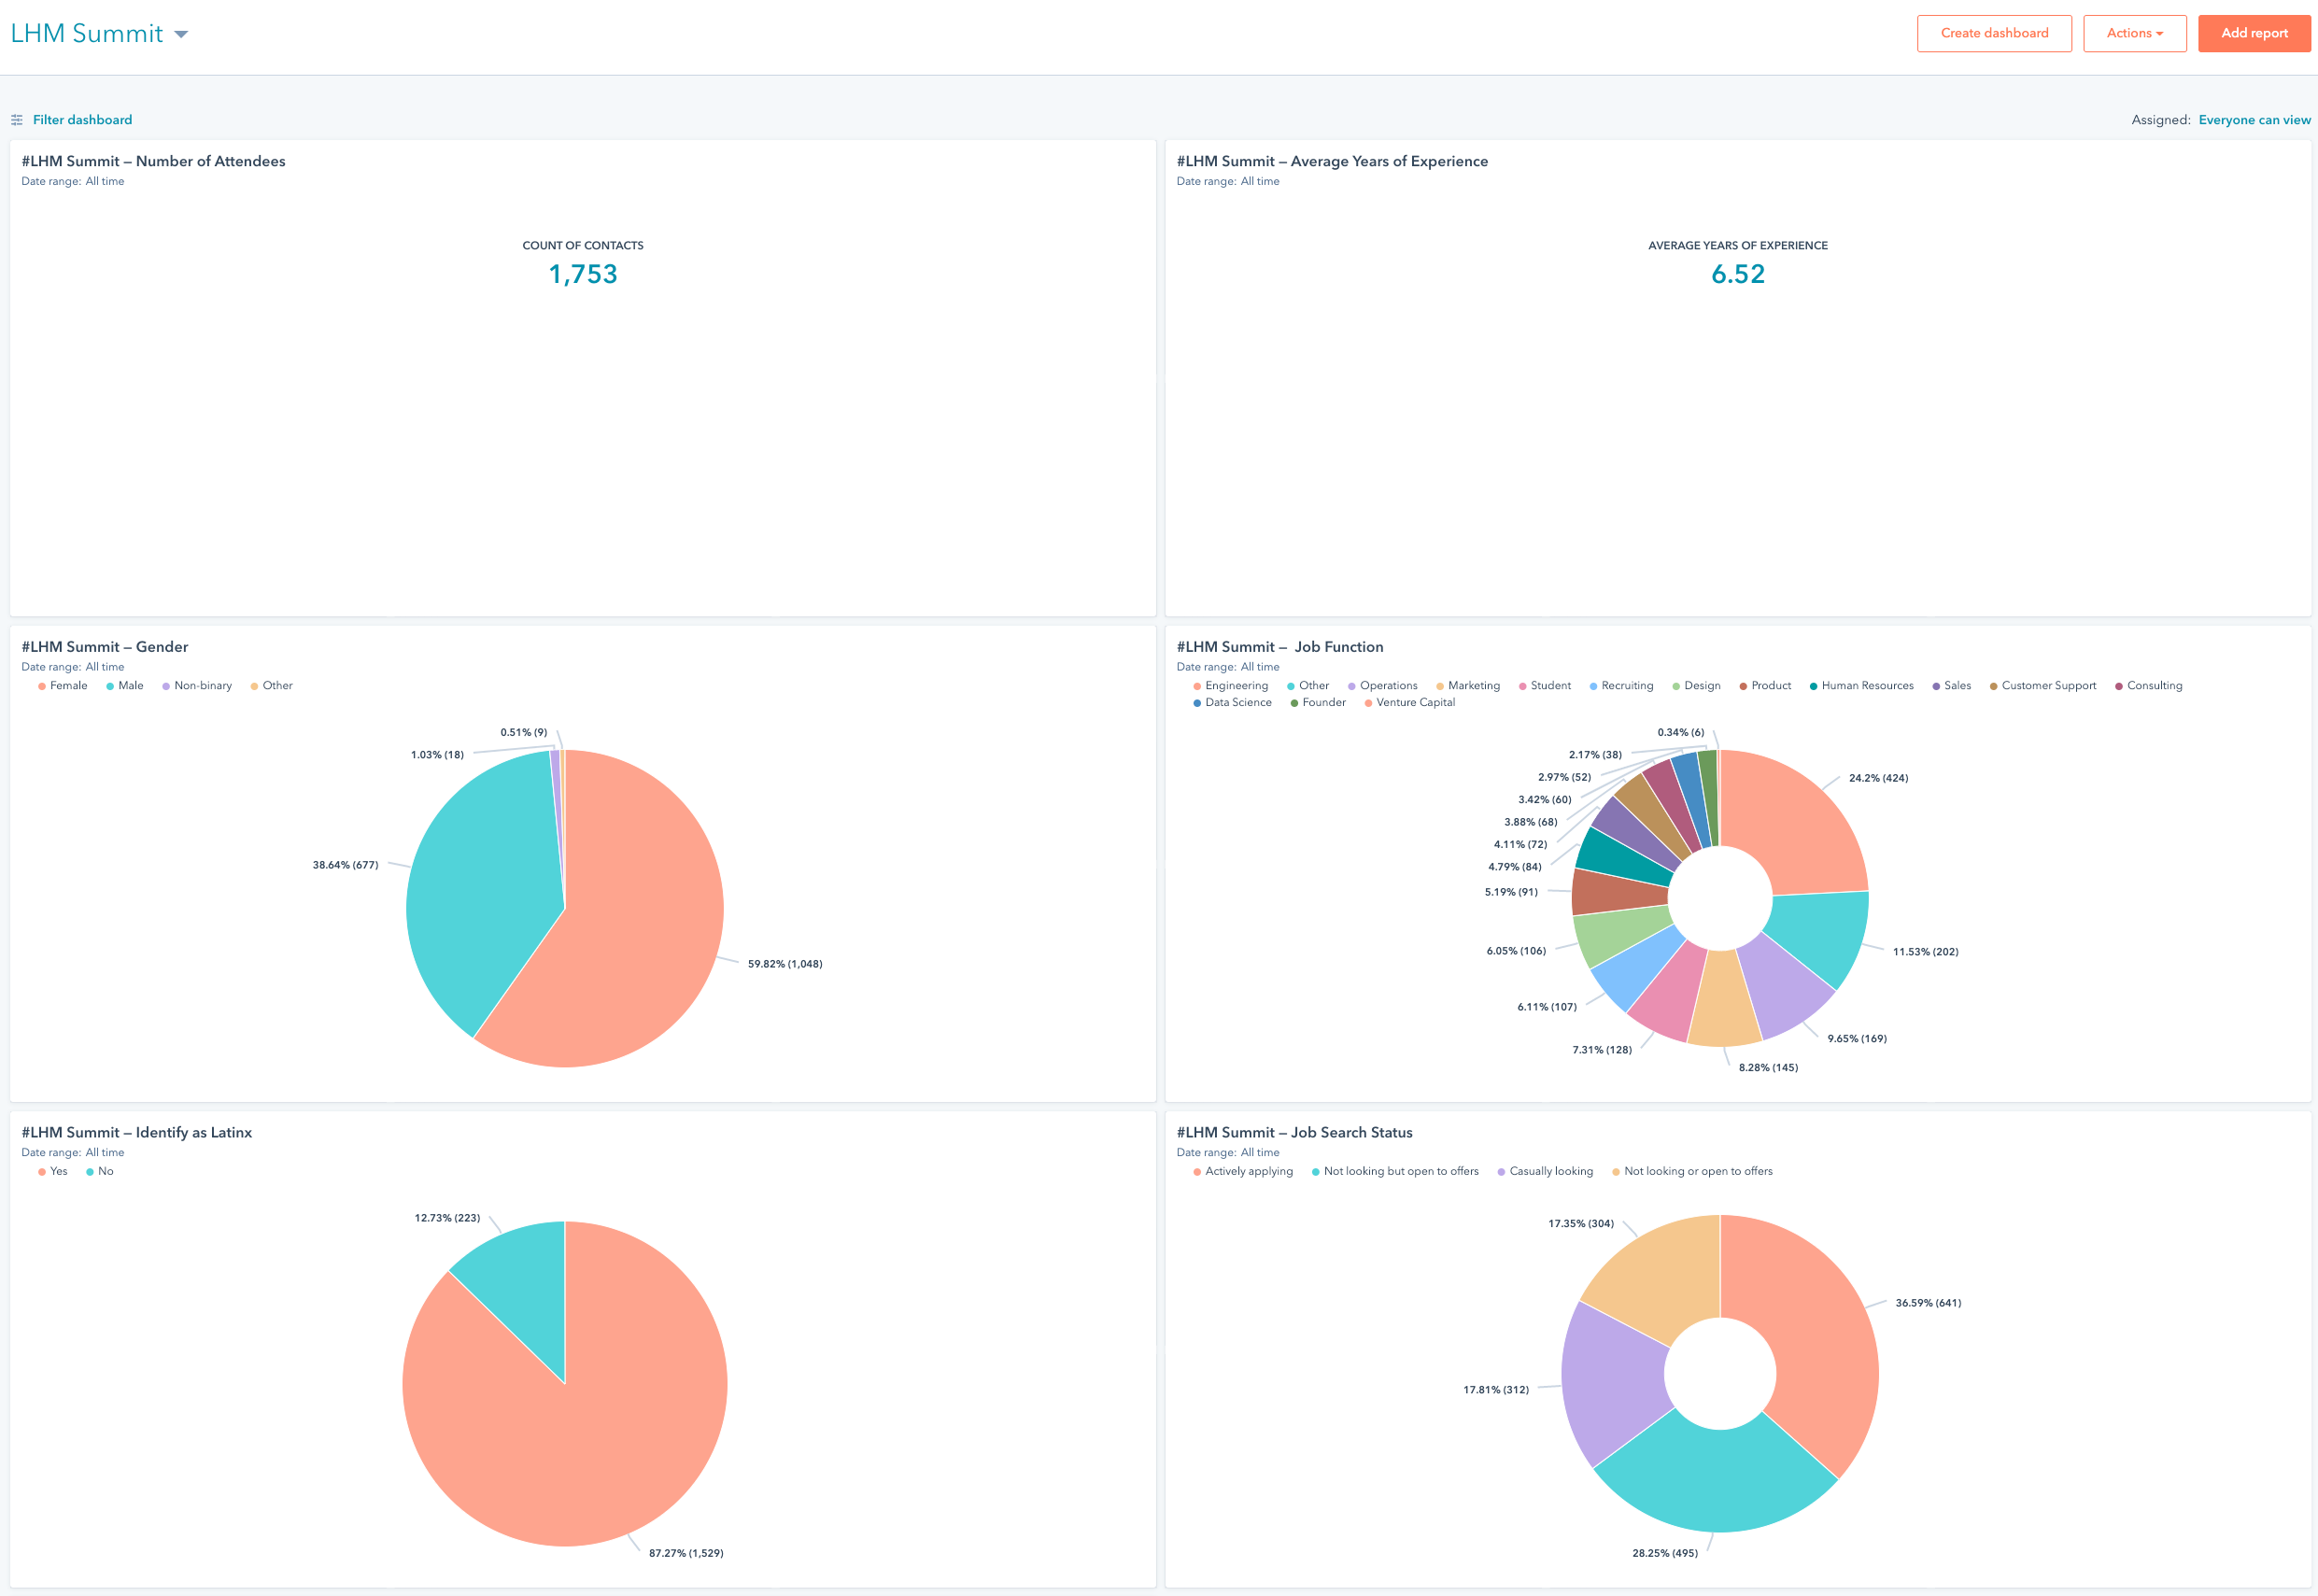 LHM Summit
Create dashboard
Actions
Add report
Filter dashboard
Assigned: Everyone can view
#LHM Summit – Number of Attendees
Date range: All time
COUNT OF CONTACTS
1,753
#LHM Summit – Average Years of Experience
Date range: All time
AVERAGE YEARS OF EXPERIENCE
6.52
#LHM Summit – Gender
Date range: All time
Female Male Non-binary Other
0.51% (9)
1.03% (18)
38.64% (677)
59.82% (1,048)
#LHM Summit – Job Function
Date range: All time
Engineering Other Operations Marketing Student Recruiting Design Product Human Resources Sales Customer Support Consulting
Data Science Founder Venture Capital
0.34% (6)
2.17% (38)
24.2% (424)
2.97% (52)
3.42% (60)
3.88% (68)
4.11% (72)
4.79% (84)
5.19% (91)
6.05% (106)
11.53% (202)
6.11% (107)
9.65% (169)
7.31% (128)
8.28% (145)
#LHM Summit – Identify as Latinx
Date range: All time
Yes No
12.73% (223)
87.27% (1,529)
#LHM Summit – Job Search Status
Date range: All time
Actively applying Not looking but open to offers Casually looking Not looking or open to offers
17.35% (304)
36.59% (641)
17.81% (312)
28.25% (495)